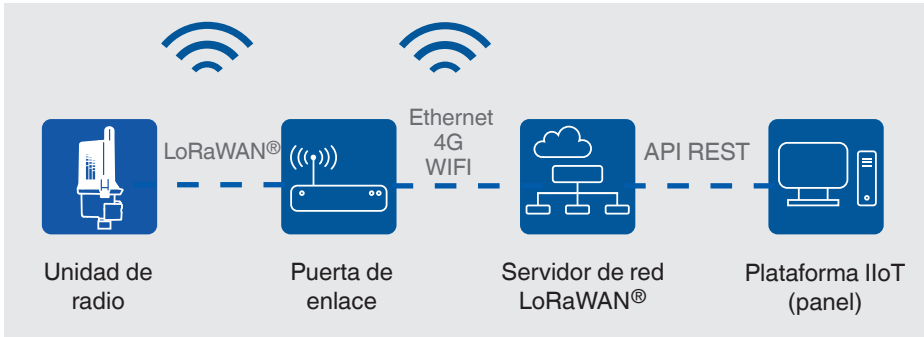 LoRaWAN®
Ethernet
4G
WIFI
API REST
Unidad de
radio
Puerta de
enlace
Servidor de red
LoRaWAN®
Plataforma IIoT
(panel)